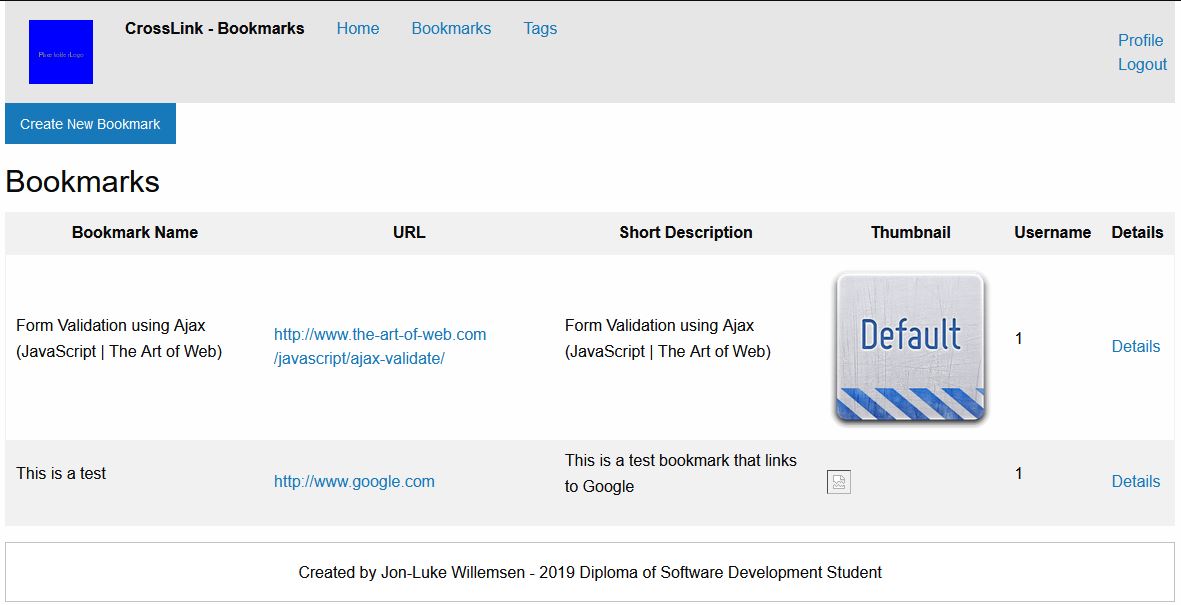 PlaceholderLogo
CrossLink - Bookmarks
Home
Bookmarks
Tags
Profile
Logout
Create New Bookmark
Bookmarks
Bookmark Name
URL
Short Description
Thumbnail
Username
Details
Form Validation using Ajax
(JavaScript | The Art of Web)
http://www.the-art-of-web.com
/javascript/ajax-validate/
Form Validation using Ajax
(JavaScript | The Art of Web)
Default
1
Details
This is a test
http://www.google.com
This is a test bookmark that links
to Google
1
Details
Created by Jon-Luke Willemsen - 2019 Diploma of Software Development Student